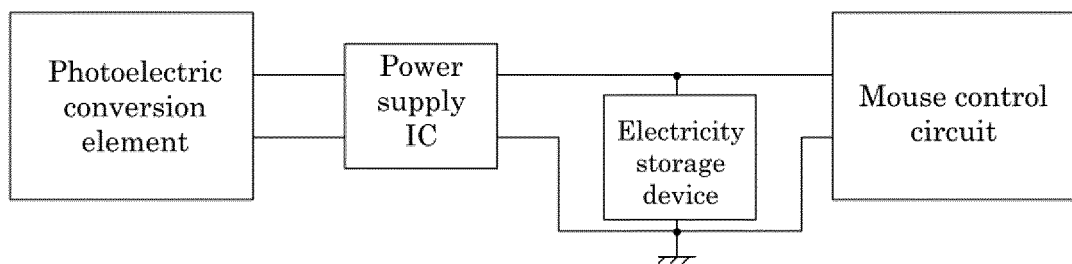 Photoelectric
conversion
element
Power
supply
IC
Electricity
storage
device
Mouse control
circuit